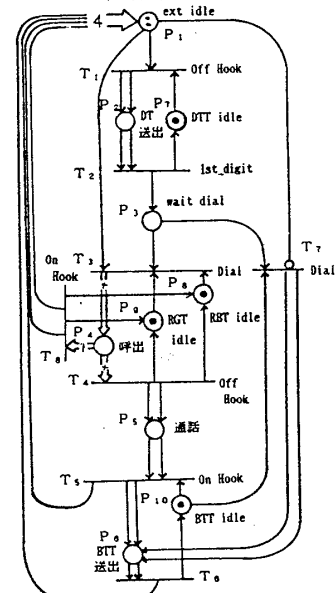 4
ext idle
P1
T1
Off Hook
P2
P7
DT
送出
DTT idle
T2
1st_digit
wait dial
P3
T7
On
Hook
T3
Dial
Dial
P8
P9
RGT
idle
RBT idle
P4
呼出
T8
T4
Off
Hook
P5
通話
T5
On Hook
P10
BTT idle
P6
BTT
送出
T6